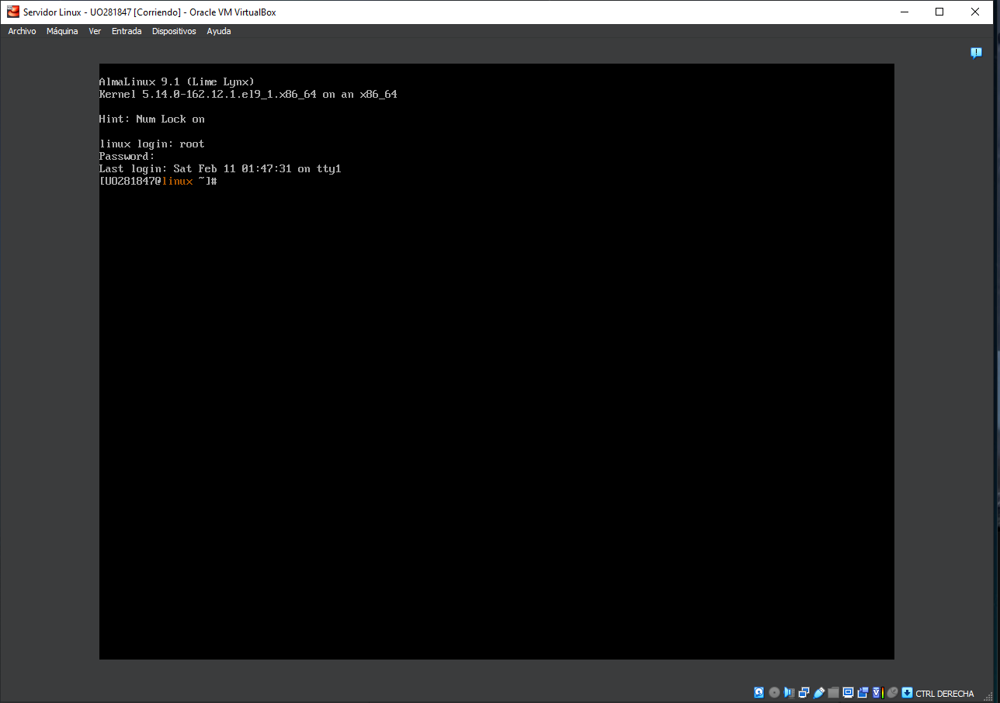 Servidor Linux - UO281847 [Corriendo] - Oracle VM VirtualBox
Archivo Máquina Ver Entrada Dispositivos Ayuda
AlmaLinux 9.1 (Lime Lynx)
Kernel 5.14.0-162.12.1.el9_1.x86_64 on an x86_64
Hint: Num Lock on
linux login: root
Password:
Last login: Sat Feb 11 01:47:31 on tty1
[UO281847@linux ~]#
CTRL DERECHA